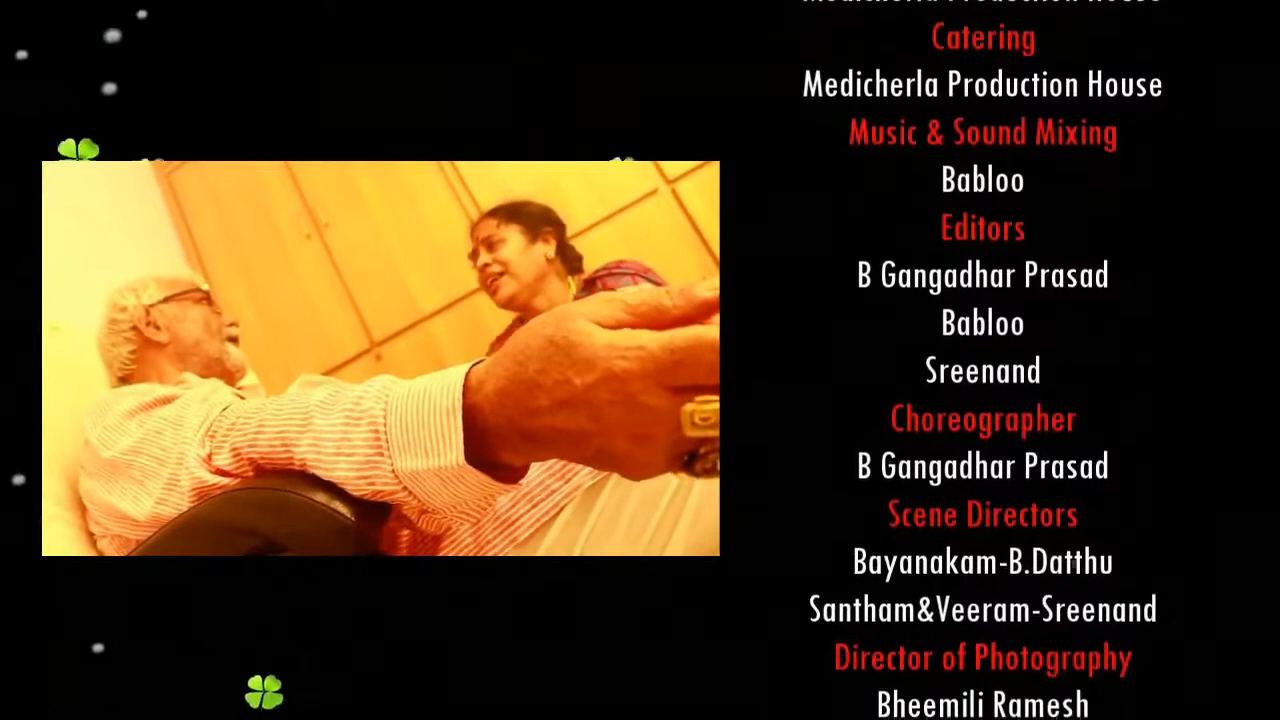 Catering
Medicherla Production House
Music & Sound Mixing
Babloo
Editors
B Gangadhar Prasad
Babloo
Sreenand
Choreographer
B Gangadhar Prasad
Scene Directors
Bayanakam-B.Datthu
Santham&Veeram-Sreenand
Director of Photography
Bheemili Ramesh